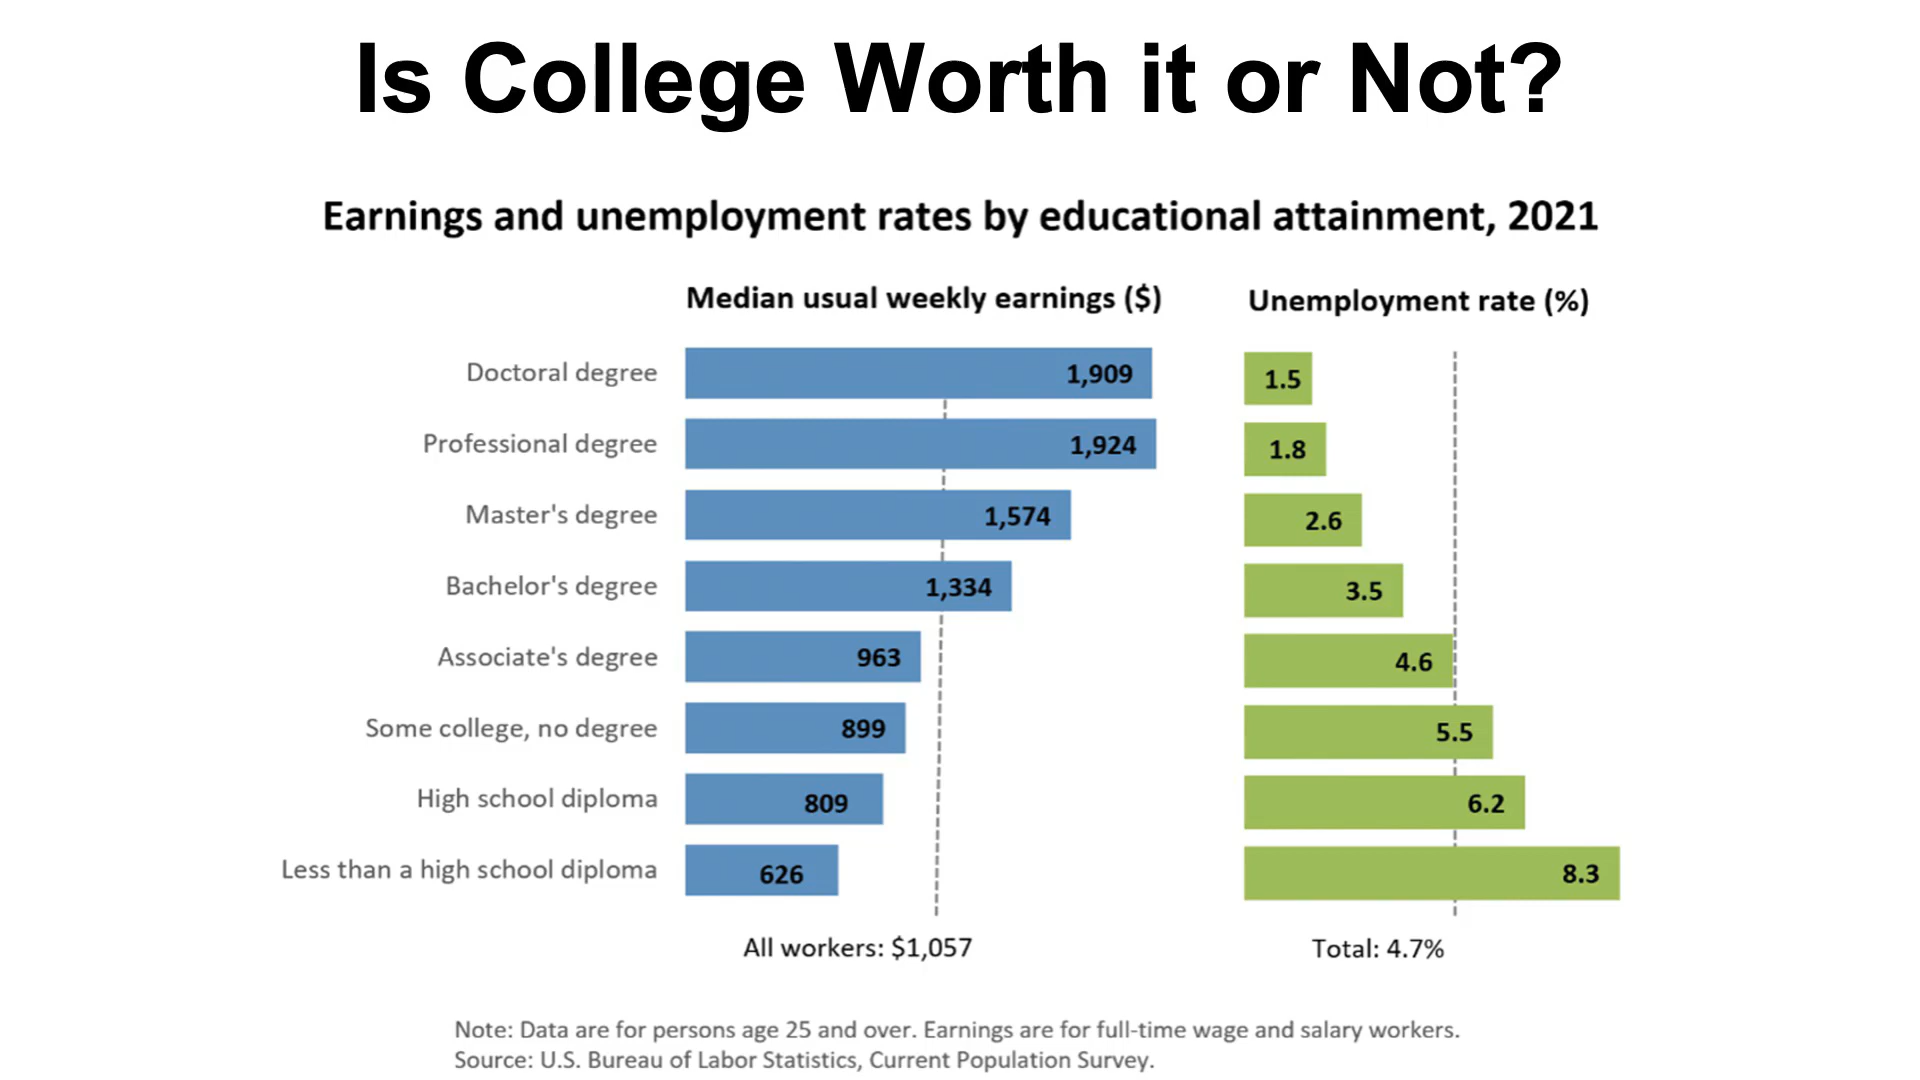 Is College Worth it or Not?
Earnings and unemployment rates by educational attainment, 2021
Median usual weekly earnings ($)
Unemployment rate (%)
Doctoral degree 1,909 1.5
Professional degree 1,924 1.8
Master's degree 1,574 2.6
Bachelor's degree 1,334 3.5
Associate's degree 963 4.6
Some college, no degree 899 5.5
High school diploma 809 6.2
Less than a high school diploma 626 8.3
All workers: $1,057
Total: 4.7%
Note: Data are for persons age 25 and over. Earnings are for full-time wage and salary workers.
Source: U.S. Bureau of Labor Statistics, Current Population Survey.